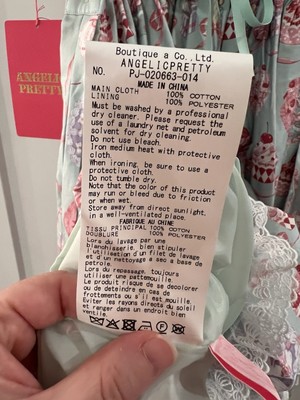 ANGELIC
PRETTY
Boutique a Co., Ltd.
ANGELICPRETTY
NO. PJ-020663-014
MADE IN CHINA
MAIN CLOTH 100% COTTON
LINING 100% POLYESTER
Must be washed by a professional
dry cleaner. Please request the
use of a laundry net and petroleum
solvent for dry cleaning.
Do not use bleach.
Iron medium heat with protective
cloth.
When ironing, be sure to use a
protective cloth.
Do not tumble dry.
Note that the color of this product
may run or bleed due to friction
or when wet.
Store away from direct sunlight,
in a well-ventilated place.
FABRIQUE AU CHINE
TISSU PRINCIPAL 100% COTON
DOUBLURE 100% POLYESTER
Lors du lavage par une
blanchisserie, bien stipuler
l'utilisation d'un filet de lavage
et d'un nettoyage a sec a base de
petrole.
Lors du repassage, toujours
utiliser une pattemouille.
Le produit risque de se decolorer
ou de deteindre en cas de
frottements ou s'il est mouille.
Eviter les rayons directs du soleil
et ranger dans un endroit bien
ventile.